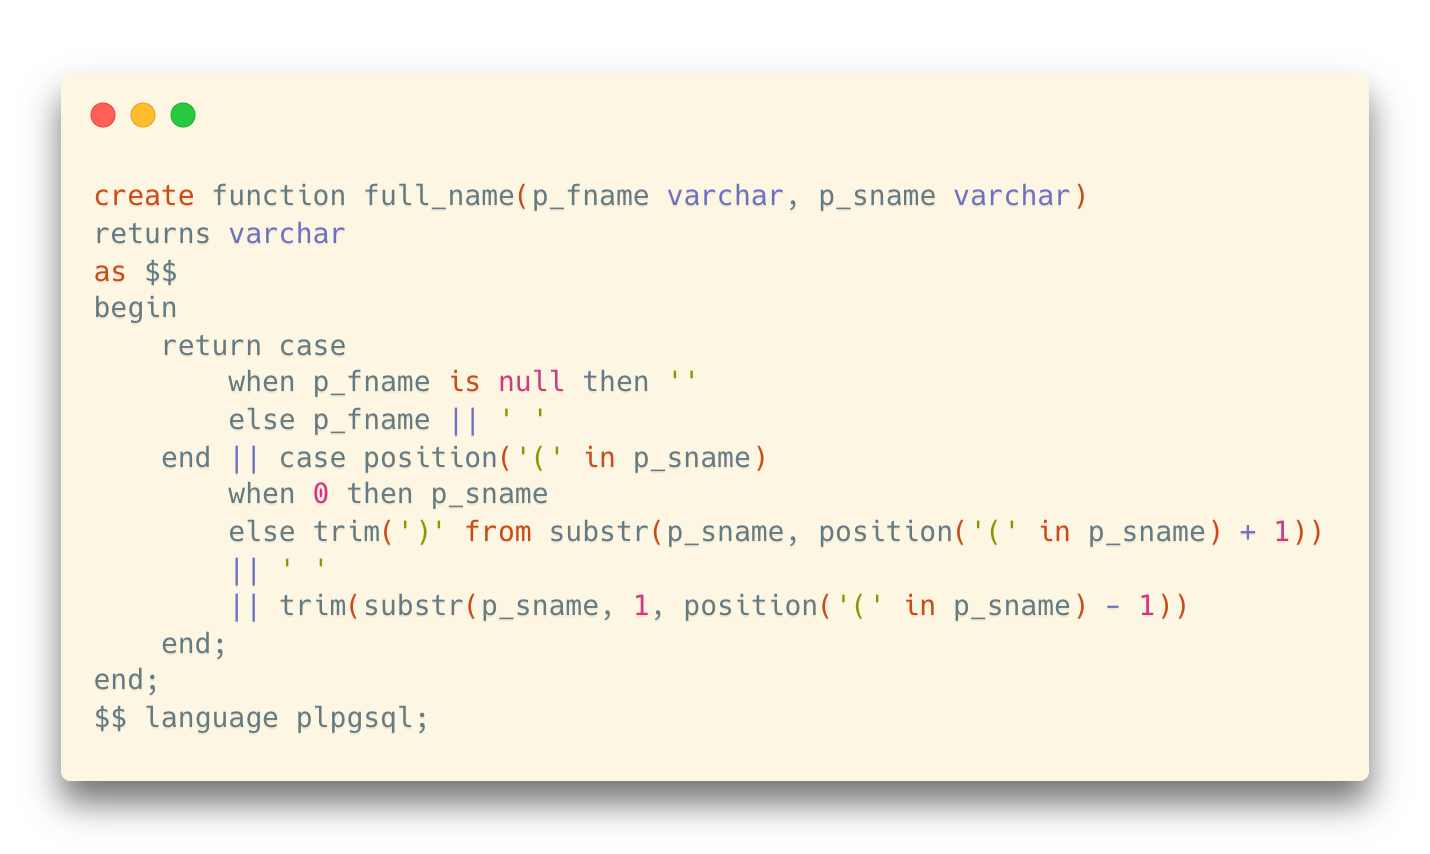 create function full_name(p_fname varchar, p_sname varchar)
returns varchar
as $$
begin
    return case
        when p_fname is null then ''
        else p_fname || ' '
    end || case position('(' in p_sname)
        when 0 then p_sname
        else trim(')' from substr(p_sname, position('(' in p_sname) + 1))
        || ' '
        || trim(substr(p_sname, 1, position('(' in p_sname) - 1))
    end;
end;
$$ language plpgsql;